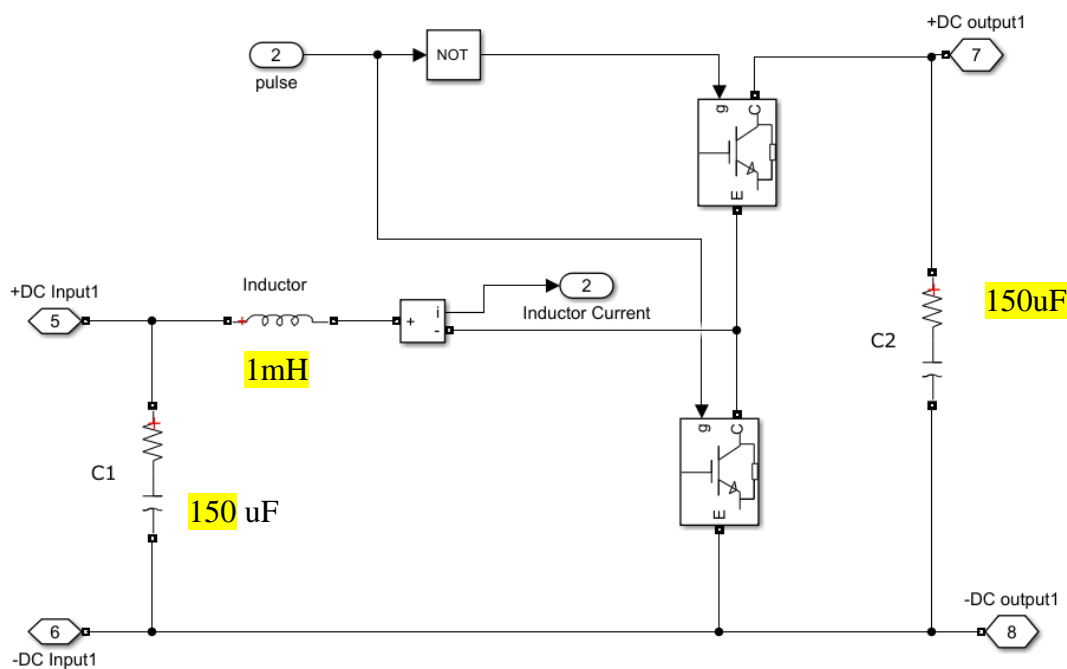 +DC output1
2
pulse
NOT
7
g
C
E
+DC Input1
5
Inductor
+
i
-
2
Inductor Current
1mH
C2
150uF
g
C
E
C1
150 uF
6
-DC Input1
-DC output1
8